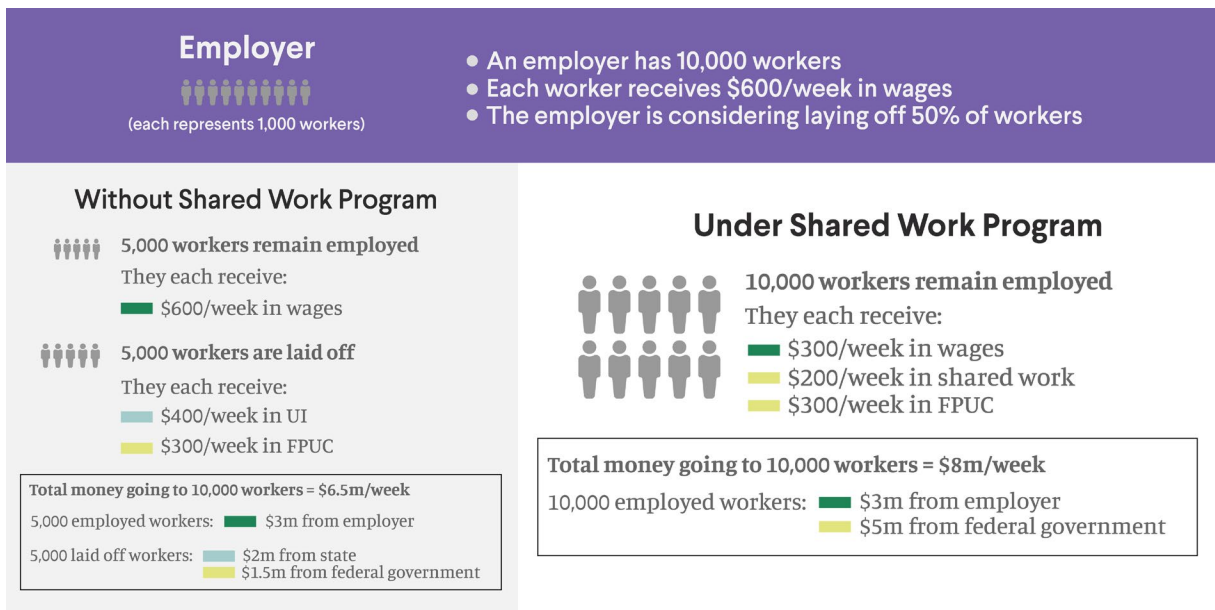 Employer
(each represents 1,000 workers)
● An employer has 10,000 workers
● Each worker receives $600/week in wages
● The employer is considering laying off 50% of workers
Without Shared Work Program
5,000 workers remain employed
They each receive:
$600/week in wages
5,000 workers are laid off
They each receive:
$400/week in UI
$300/week in FPUC
Total money going to 10,000 workers = $6.5m/week
5,000 employed workers: $3m from employer
5,000 laid off workers: $2m from state
$1.5m from federal government
Under Shared Work Program
10,000 workers remain employed
They each receive:
$300/week in wages
$200/week in shared work
$300/week in FPUC
Total money going to 10,000 workers = $8m/week
10,000 employed workers: $3m from employer
$5m from federal government